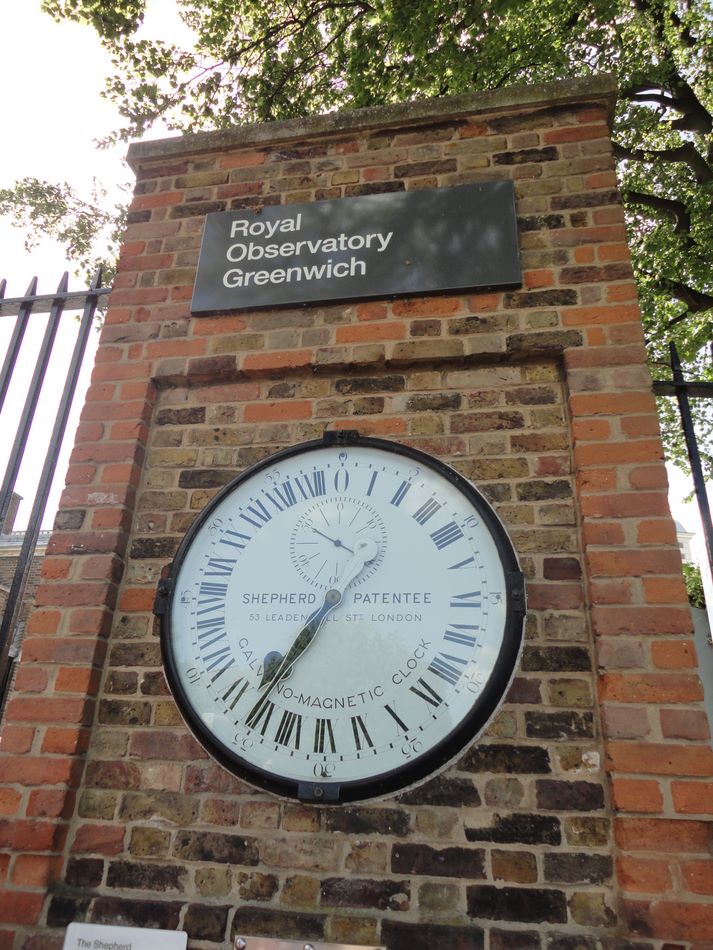 Royal
Observatory
Greenwich
SHEPHERD PATENTEE
53 LEADENHALL ST. LONDON
GALVANO-MAGNETIC CLOCK
The Shepherd